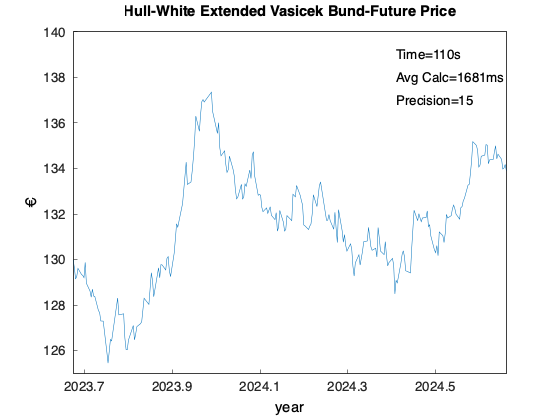 Hull-White Extended Vasicek Bund-Future Price
140
138
136
134
132
130
128
126
€
Time=110s
Avg Calc=1681ms
Precision=15
2023.7 2023.9 2024.1 2024.3 2024.5
year